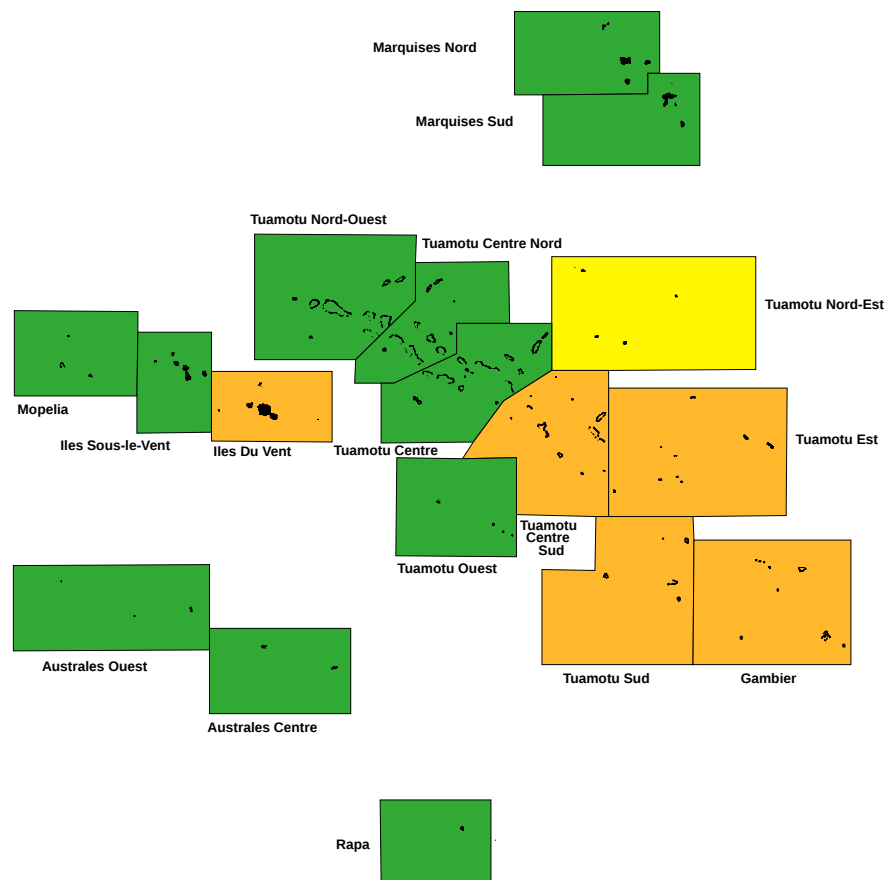 Marquises Nord
Marquises Sud
Tuamotu Nord-Ouest
Tuamotu Centre Nord
Tuamotu Nord-Est
Mopelia
Iles Sous-le-Vent
Iles Du Vent
Tuamotu Centre
Tuamotu Est
Tuamotu
Centre
Sud
Tuamotu Ouest
Australes Ouest
Tuamotu Sud
Gambier
Australes Centre
Rapa